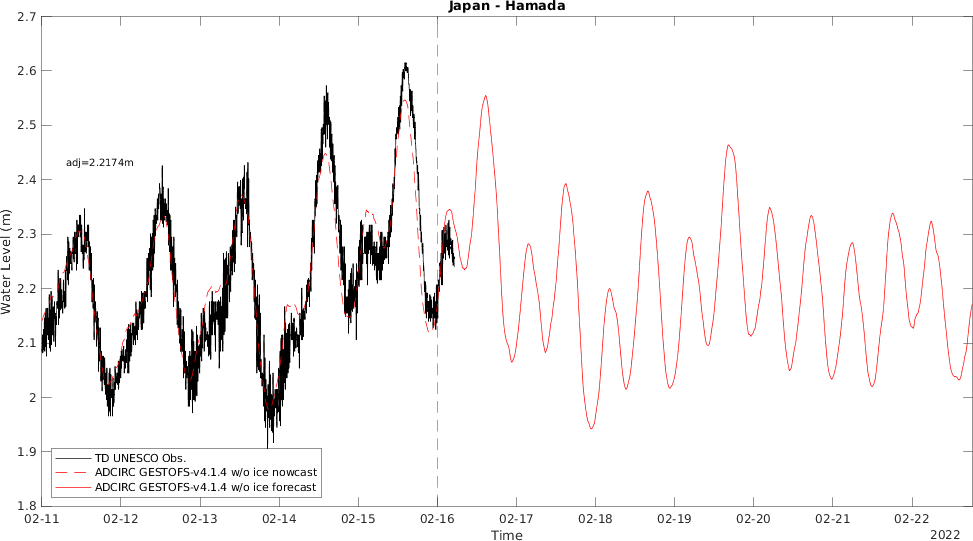 Japan - Hamada
2.7
2.6
2.5
2.4
2.3
2.2
2.1
2
1.9
1.8
Water Level (m)
adj=2.2174m
TD UNESCO Obs.
ADCIRC GESTOFS-v4.1.4 w/o ice nowcast
ADCIRC GESTOFS-v4.1.4 w/o ice forecast
02-11 02-12 02-13 02-14 02-15 02-16 02-17 02-18 02-19 02-20 02-21 02-22
2022
Time